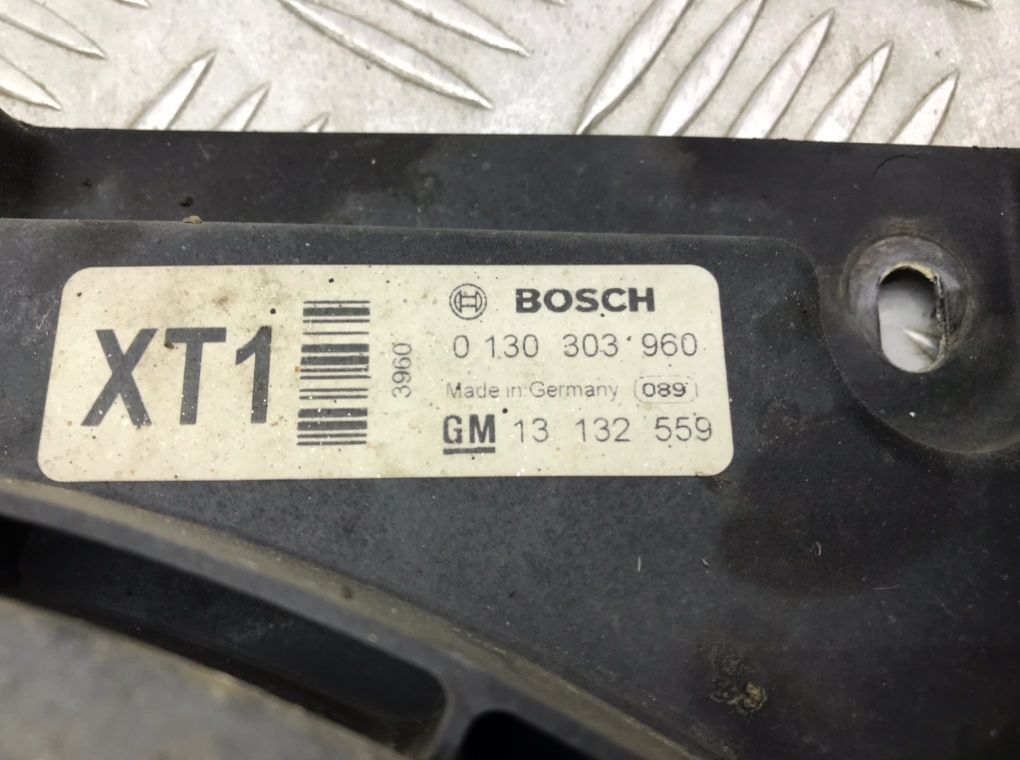 XT1
3960
BOSCH
0 130 303 960
Made in Germany 089
GM 13 132 559